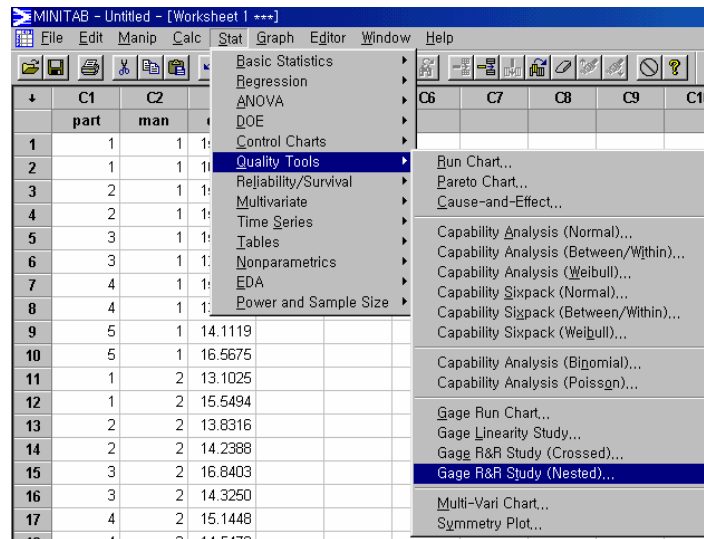 MINITAB - Untitled - [Worksheet 1 ***]
File Edit Manip Calc Stat Graph Editor Window Help
C1 C2 C6 C7 C8 C9
part man
1 1 1
2 1 1
3 2 1
4 2 1
5 3 1
6 3 1
7 4 1
8 4 1
9 5 1 14.1119
10 5 1 16.5675
11 1 2 13.1025
12 1 2 15.5494
13 2 2 13.8316
14 2 2 14.2388
15 3 2 16.8403
16 3 2 14.3250
17 4 2 15.1448
Basic Statistics
Regression
ANOVA
DOE
Control Charts
Quality Tools
Reliability/Survival
Multivariate
Time Series
Tables
Nonparametrics
EDA
Power and Sample Size
Run Chart...
Pareto Chart...
Cause-and-Effect...
Capability Analysis (Normal)...
Capability Analysis (Between/Within)...
Capability Analysis (Weibull)...
Capability Sixpack (Normal)...
Capability Sixpack (Between/Within)...
Capability Sixpack (Weibull)...
Capability Analysis (Binomial)...
Capability Analysis (Poisson)...
Gage Run Chart...
Gage Linearity Study...
Gage R&R Study (Crossed)...
Gage R&R Study (Nested)...
Multi-Vari Chart...
Symmetry Plot...